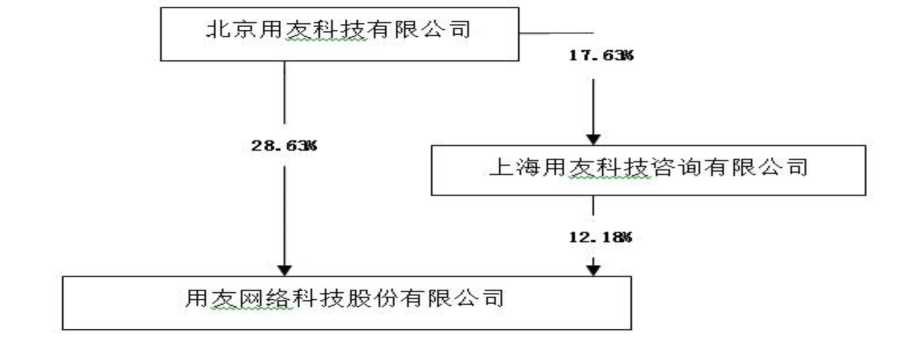 北京用友科技有限公司
17.63%
28.63%
上海用友科技咨询有限公司
12.18%
用友网络科技股份有限公司